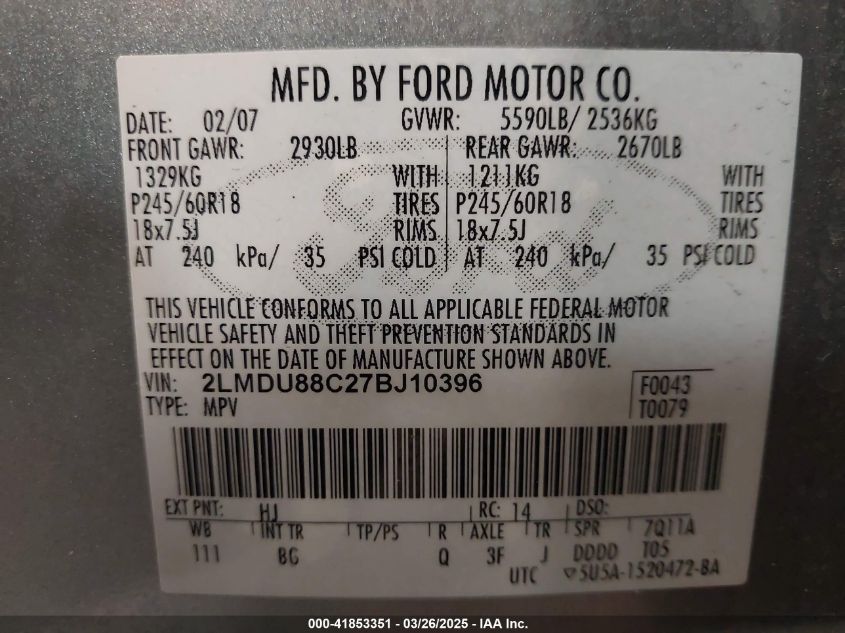 MFD. BY FORD MOTOR CO.
DATE: 02/07 GVWR: 5590LB/ 2536KG
FRONT GAWR: 2930LB REAR GAWR: 2670LB
1329KG WITH 1211KG WITH
P245/60R18 TIRES P245/60R18 TIRES
18x7.5J RIMS 18x7.5J RIMS
AT 240 kPa/ 35 PSI COLD AT 240 kPa/ 35 PSI COLD
THIS VEHICLE CONFORMS TO ALL APPLICABLE FEDERAL MOTOR
VEHICLE SAFETY AND THEFT PREVENTION STANDARDS IN
EFFECT ON THE DATE OF MANUFACTURE SHOWN ABOVE.
VIN: 2LMDU88C27BJ10396 F0043
TYPE: MPV T0079
EXT PNT: HJ RC: 14 DSO:
WB INT TR TP/PS R AXLE TR SPR 7Q11A
111 BG Q 3F J DDDD T05
UTC ▽5U5A-1520472-BA
000-41853351 | 03/26/2025 | IAA Inc.